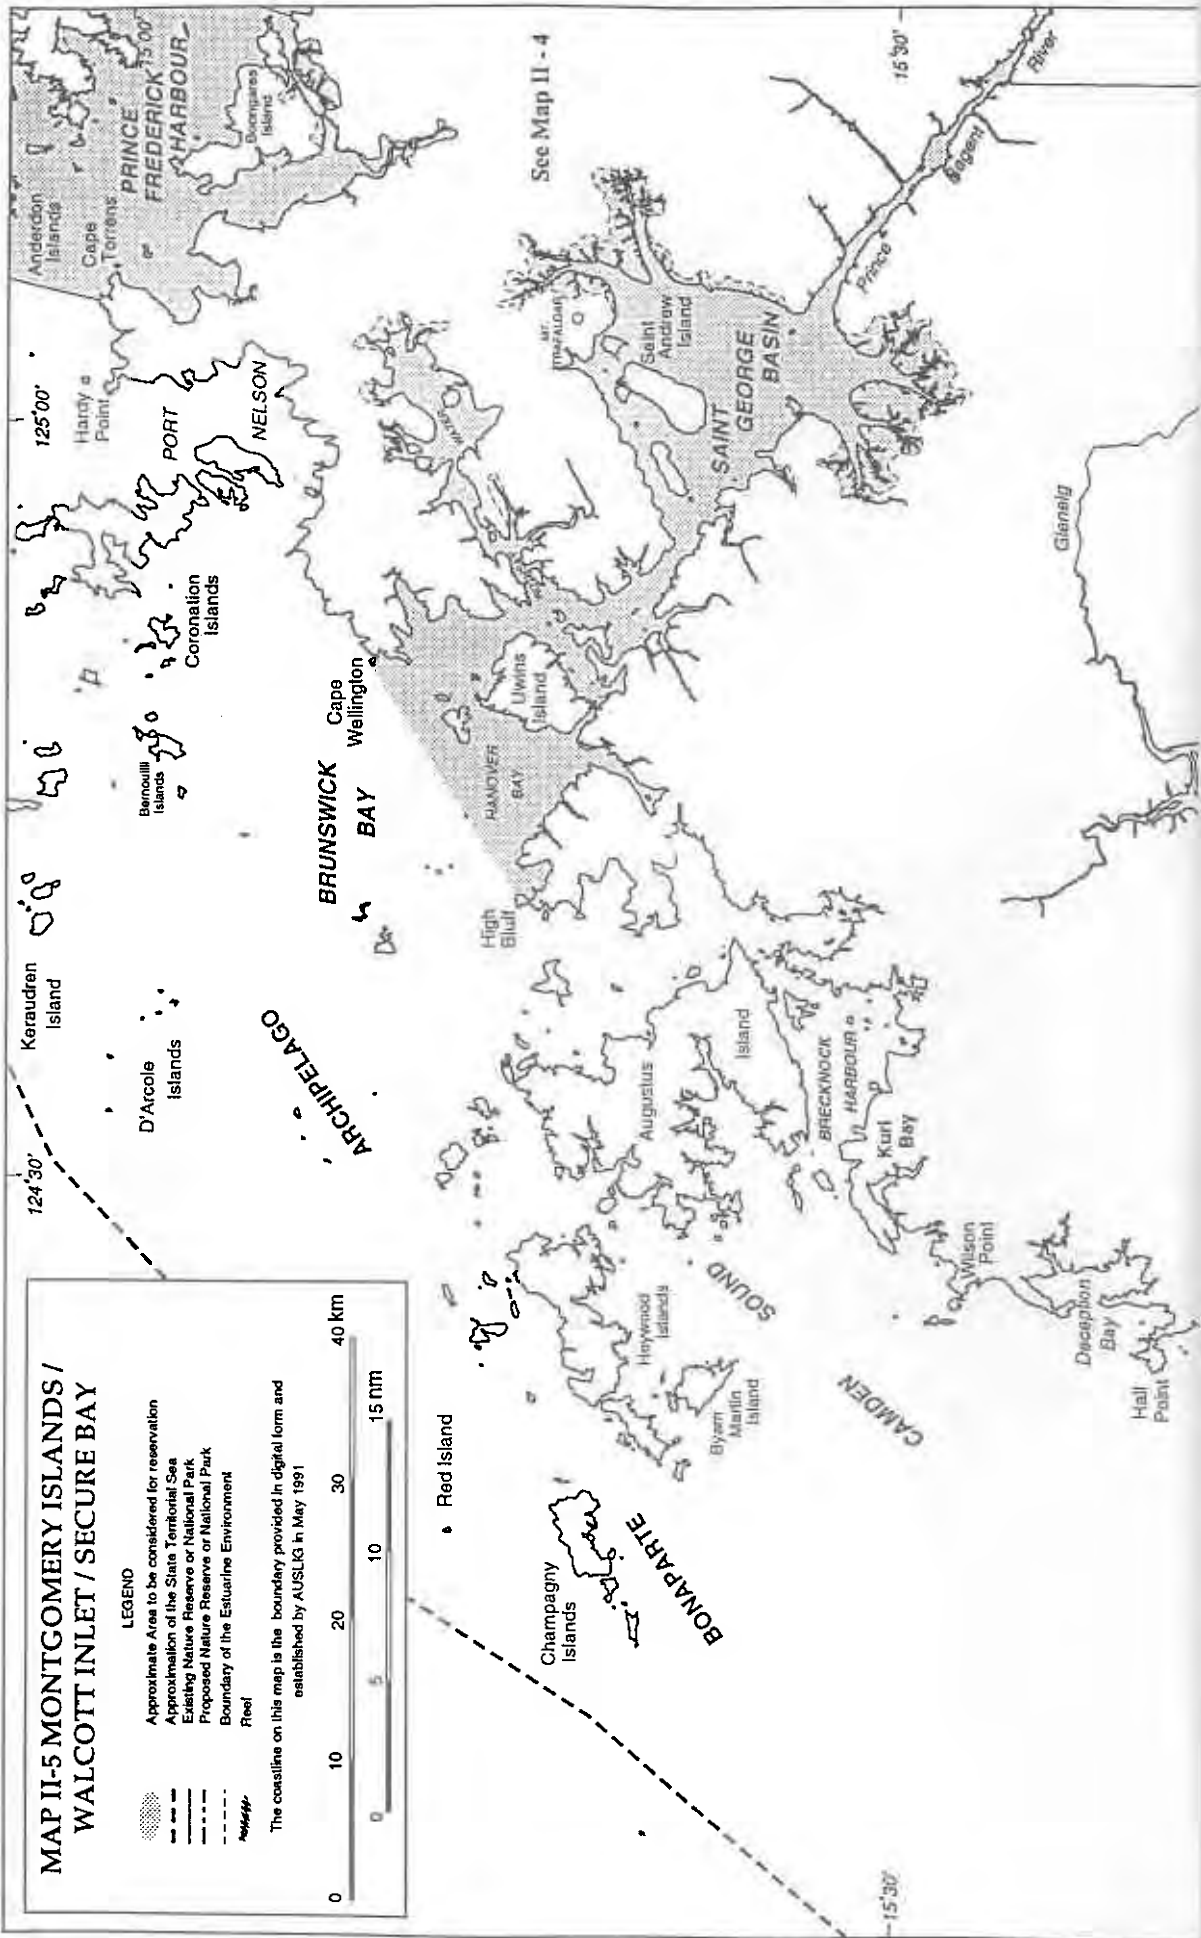 MAP II-5 MONTGOMERY ISLANDS /
WALCOTT INLET / SECURE BAY
LEGEND
Approximate Area to be considered for reservation
Approximation of the State Territorial Sea
Existing Nature Reserve or National Park
Proposed Nature Reserve or National Park
Boundary of the Estuarine Environment
Reef
The coastline on this map is the boundary provided in digital form and
established by AUSLIG in May 1991
0 10 20 30 40 km
0 5 10 15 nm
124°30'
125°00'
15°00'
15°30'
15°30'
Keraudren
Island
D'Arcole
Islands
ARCHIPELAGO
Bernouilli
Islands
Coronation
Islands
Hardy
Point
PORT
NELSON
Anderdon
Islands
Cape
Torrens
PRINCE
FREDERICK
HARBOUR
Boongaree
Island
See Map II - 4
BRUNSWICK
BAY
Cape
Wellington
HANOVER
BAY
Uwins
Island
High
Bluff
MT.
TRAFALGAR
Saint
Andrew
Island
SAINT
GEORGE
BASIN
Prince
Regent
River
Glenelg
Red Island
Champagny
Islands
BONAPARTE
Byam
Martin
Island
Heywood
Islands
CAMDEN
SOUND
Augustus
Island
BRECKNOCK
HARBOUR
Kuri
Bay
Wilson
Point
Deception
Bay
Hall
Point